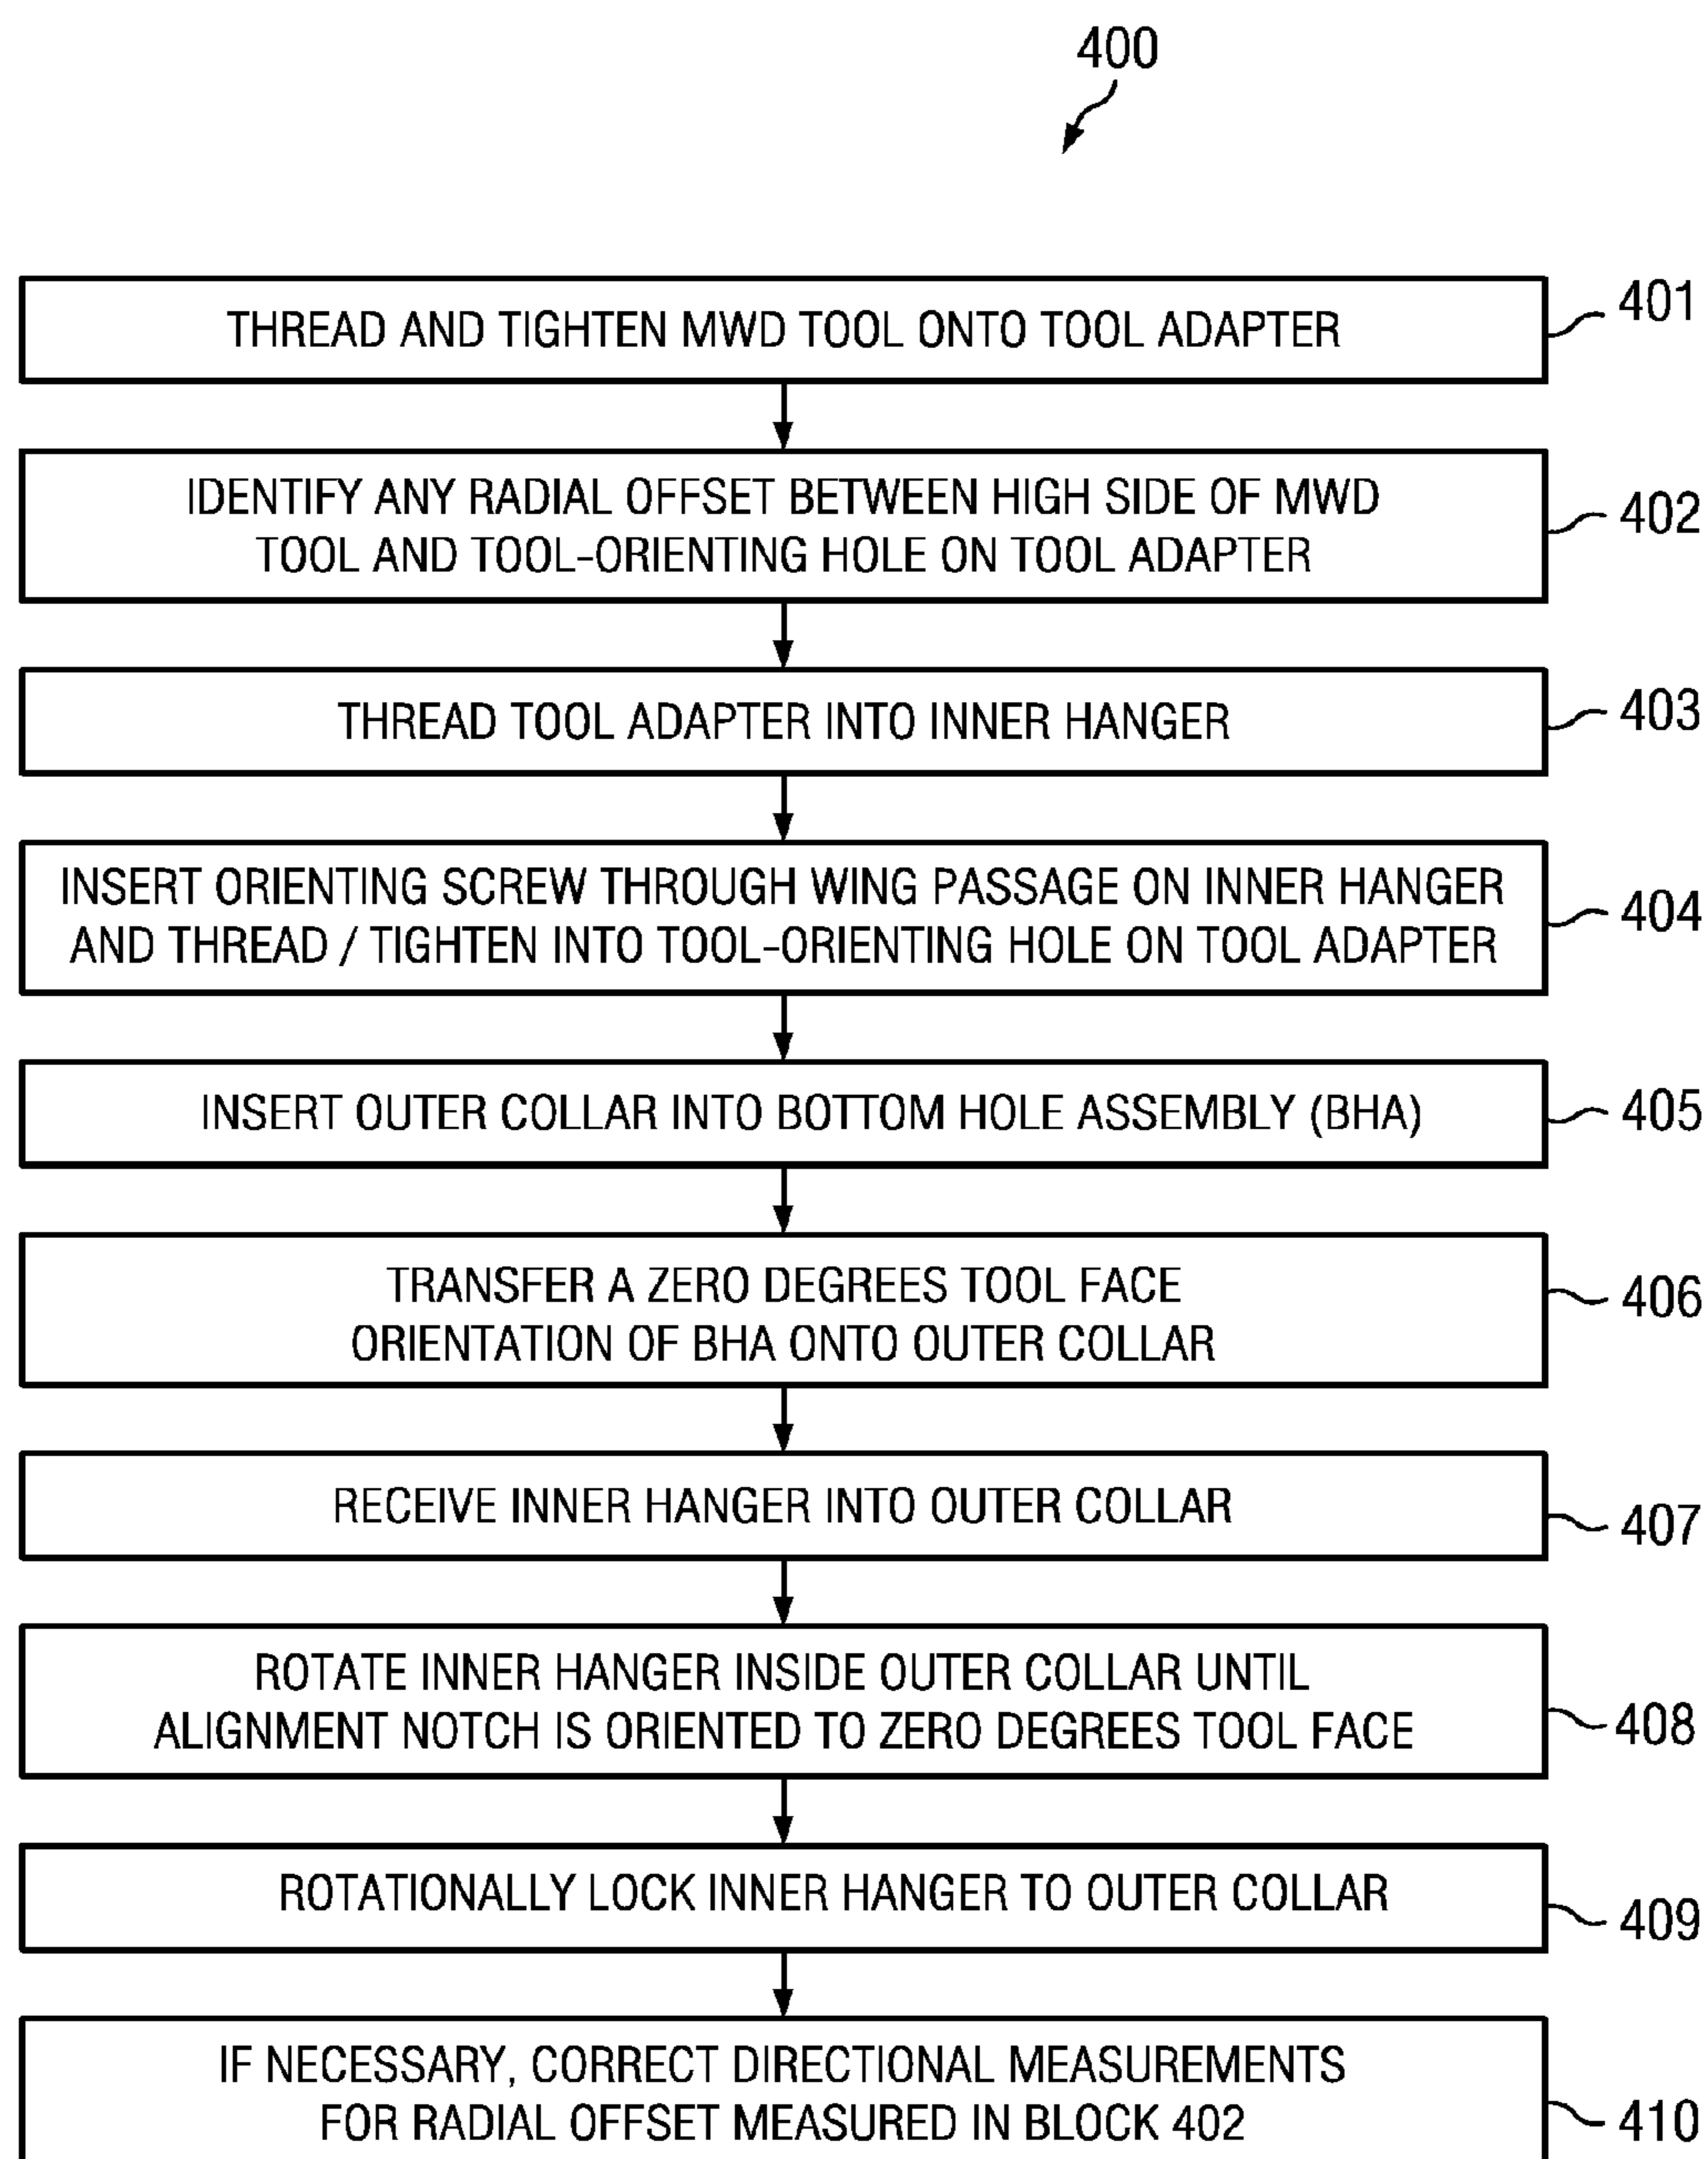 400
THREAD AND TIGHTEN MWD TOOL ONTO TOOL ADAPTER
401
IDENTIFY ANY RADIAL OFFSET BETWEEN HIGH SIDE OF MWD
TOOL AND TOOL-ORIENTING HOLE ON TOOL ADAPTER
402
THREAD TOOL ADAPTER INTO INNER HANGER
403
INSERT ORIENTING SCREW THROUGH WING PASSAGE ON INNER HANGER
AND THREAD / TIGHTEN INTO TOOL-ORIENTING HOLE ON TOOL ADAPTER
404
INSERT OUTER COLLAR INTO BOTTOM HOLE ASSEMBLY (BHA)
405
TRANSFER A ZERO DEGREES TOOL FACE
ORIENTATION OF BHA ONTO OUTER COLLAR
406
RECEIVE INNER HANGER INTO OUTER COLLAR
407
ROTATE INNER HANGER INSIDE OUTER COLLAR UNTIL
ALIGNMENT NOTCH IS ORIENTED TO ZERO DEGREES TOOL FACE
408
ROTATIONALLY LOCK INNER HANGER TO OUTER COLLAR
409
IF NECESSARY, CORRECT DIRECTIONAL MEASUREMENTS
FOR RADIAL OFFSET MEASURED IN BLOCK 402
410